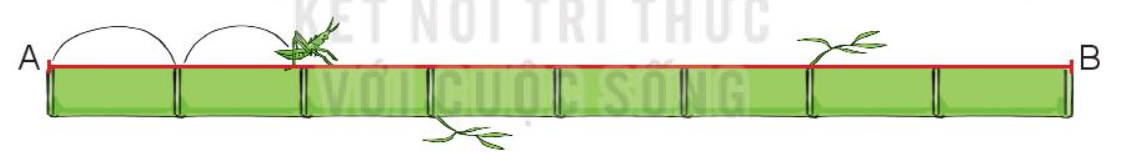 KẾT NỐI TRI THỨC
A B
VỚI CUỘC SỐNG